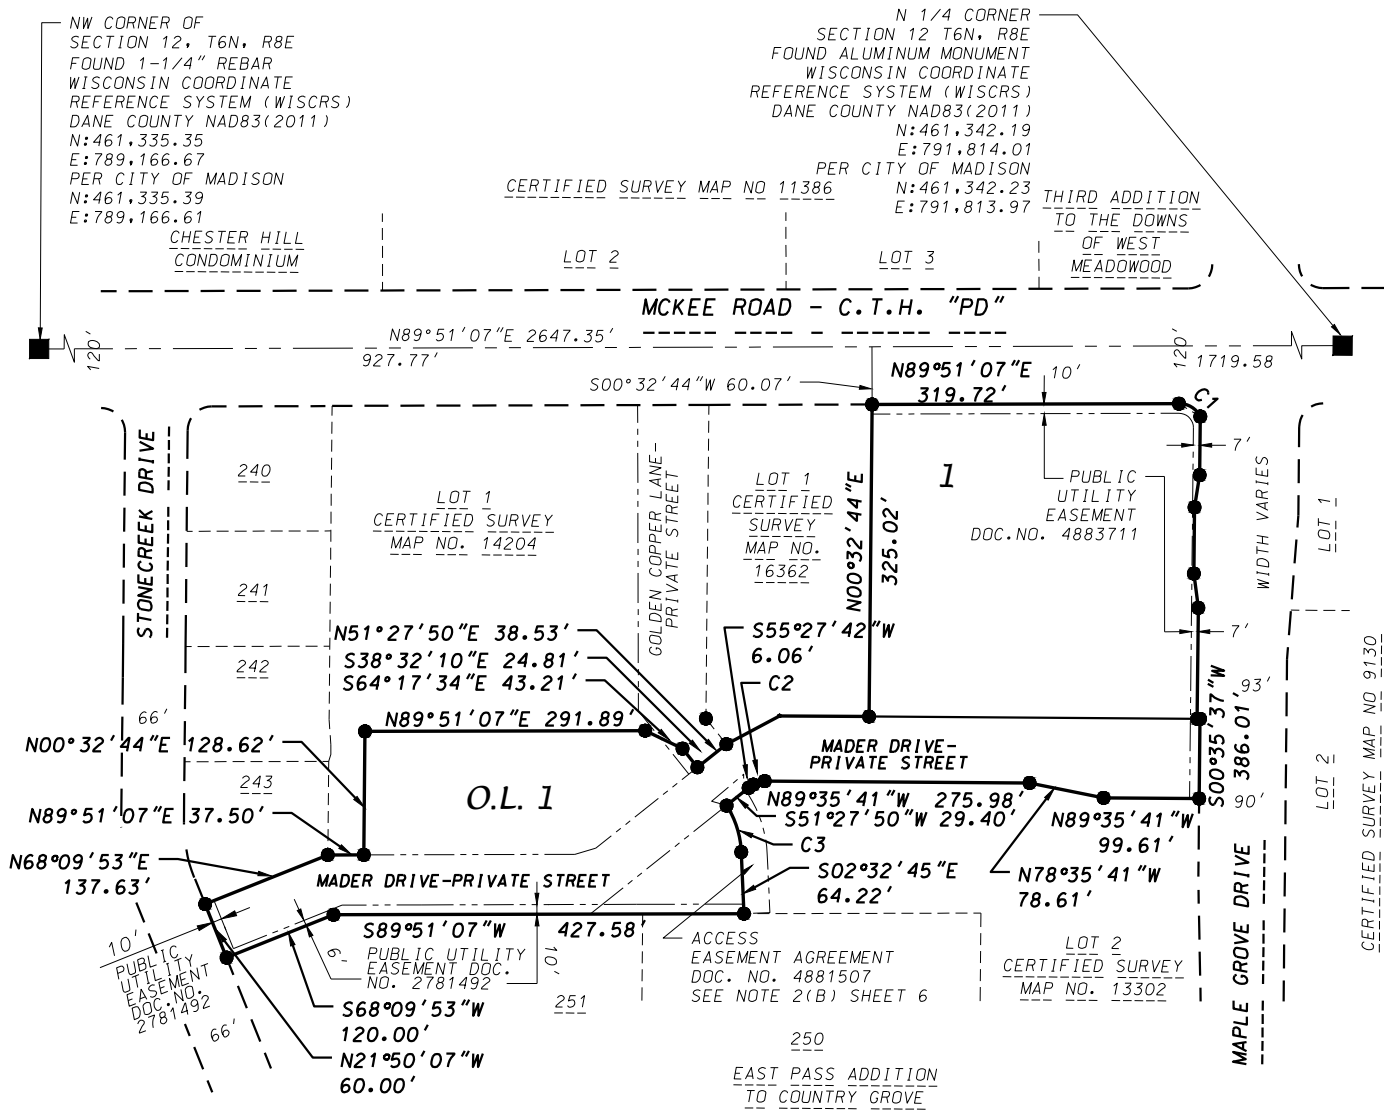 NW CORNER OF
SECTION 12, T6N, R8E
FOUND 1-1/4" REBAR
WISCONSIN COORDINATE
REFERENCE SYSTEM (WISCRS)
DANE COUNTY NAD83(2011)
N:461,335.35
E:789,166.67
PER CITY OF MADISON
N:461,335.39
E:789,166.61
N 1/4 CORNER
SECTION 12 T6N, R8E
FOUND ALUMINUM MONUMENT
WISCONSIN COORDINATE
REFERENCE SYSTEM (WISCRS)
DANE COUNTY NAD83(2011)
N:461,342.19
E:791,814.01
PER CITY OF MADISON
N:461,342.23
E:791,813.97
CERTIFIED SURVEY MAP NO 11386
THIRD ADDITION
TO THE DOWNS
OF WEST
MEADOWOOD
CHESTER HILL
CONDOMINIUM
LOT 2
LOT 3
MCKEE ROAD - C.T.H. "PD"
120'
N89°51'07"E 2647.35'
927.77'
120'
1719.58
S00°32'44"W 60.07'
N89°51'07"E
319.72'
10'
C1
7'
STONECREEK DRIVE
240
241
242
243
66'
LOT 1
CERTIFIED SURVEY
MAP NO. 14204
GOLDEN COPPER LANE-
PRIVATE STREET
LOT 1
CERTIFIED
SURVEY
MAP NO.
16362
N00°32'44"E
325.02'
1
PUBLIC
UTILITY
EASEMENT
DOC.NO. 4883711
7'
WIDTH VARIES
LOT 1
LOT 2
CERTIFIED SURVEY MAP NO 9130
93'
S00°35'37"W
386.01'
90'
N51°27'50"E 38.53'
S38°32'10"E 24.81'
S64°17'34"E 43.21'
N89°51'07"E 291.89'
S55°27'42"W
6.06'
C2
N00°32'44"E 128.62'
N89°51'07"E 37.50'
N68°09'53"E
137.63'
O.L. 1
MADER DRIVE-
PRIVATE STREET
N89°35'41"W 275.98'
S51°27'50"W 29.40'
C3
S02°32'45"E
64.22'
N89°35'41"W
99.61'
N78°35'41"W
78.61'
MAPLE GROVE DRIVE
MADER DRIVE-PRIVATE STREET
S89°51'07"W 427.58'
10'
PUBLIC
UTILITY
EASEMENT
DOC.NO.
2781492
66'
6'
PUBLIC UTILITY
EASEMENT DOC.
NO. 2781492
10'
S68°09'53"W
120.00'
N21°50'07"W
60.00'
251
ACCESS
EASEMENT AGREEMENT
DOC. NO. 4881507
SEE NOTE 2(B) SHEET 6
LOT 2
CERTIFIED SURVEY
MAP NO. 13302
250
EAST PASS ADDITION
TO COUNTRY GROVE